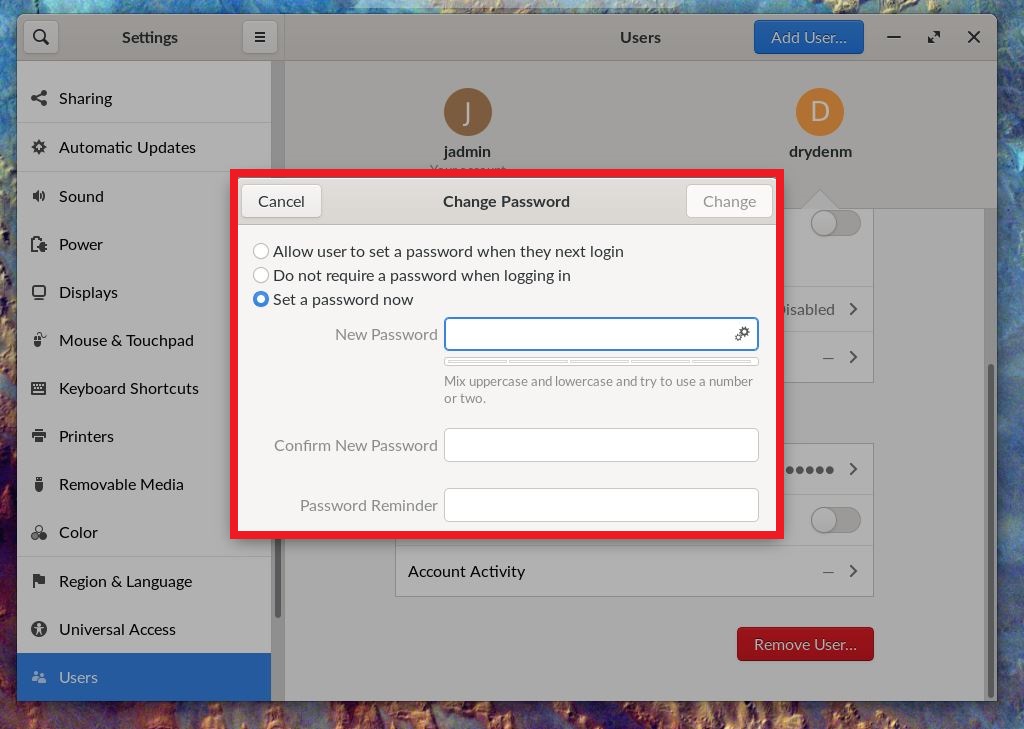 Settings
Users
Add User...
Sharing
Automatic Updates
Sound
Power
Displays
Mouse & Touchpad
Keyboard Shortcuts
Printers
Removable Media
Color
Region & Language
Universal Access
Users
J
jadmin
D
drydenm
Cancel
Change Password
Change
Allow user to set a password when they next login
Do not require a password when logging in
Set a password now
New Password
Mix uppercase and lowercase and try to use a number
or two.
Confirm New Password
Password Reminder
–
●●●●●
Account Activity
–
Remove User...